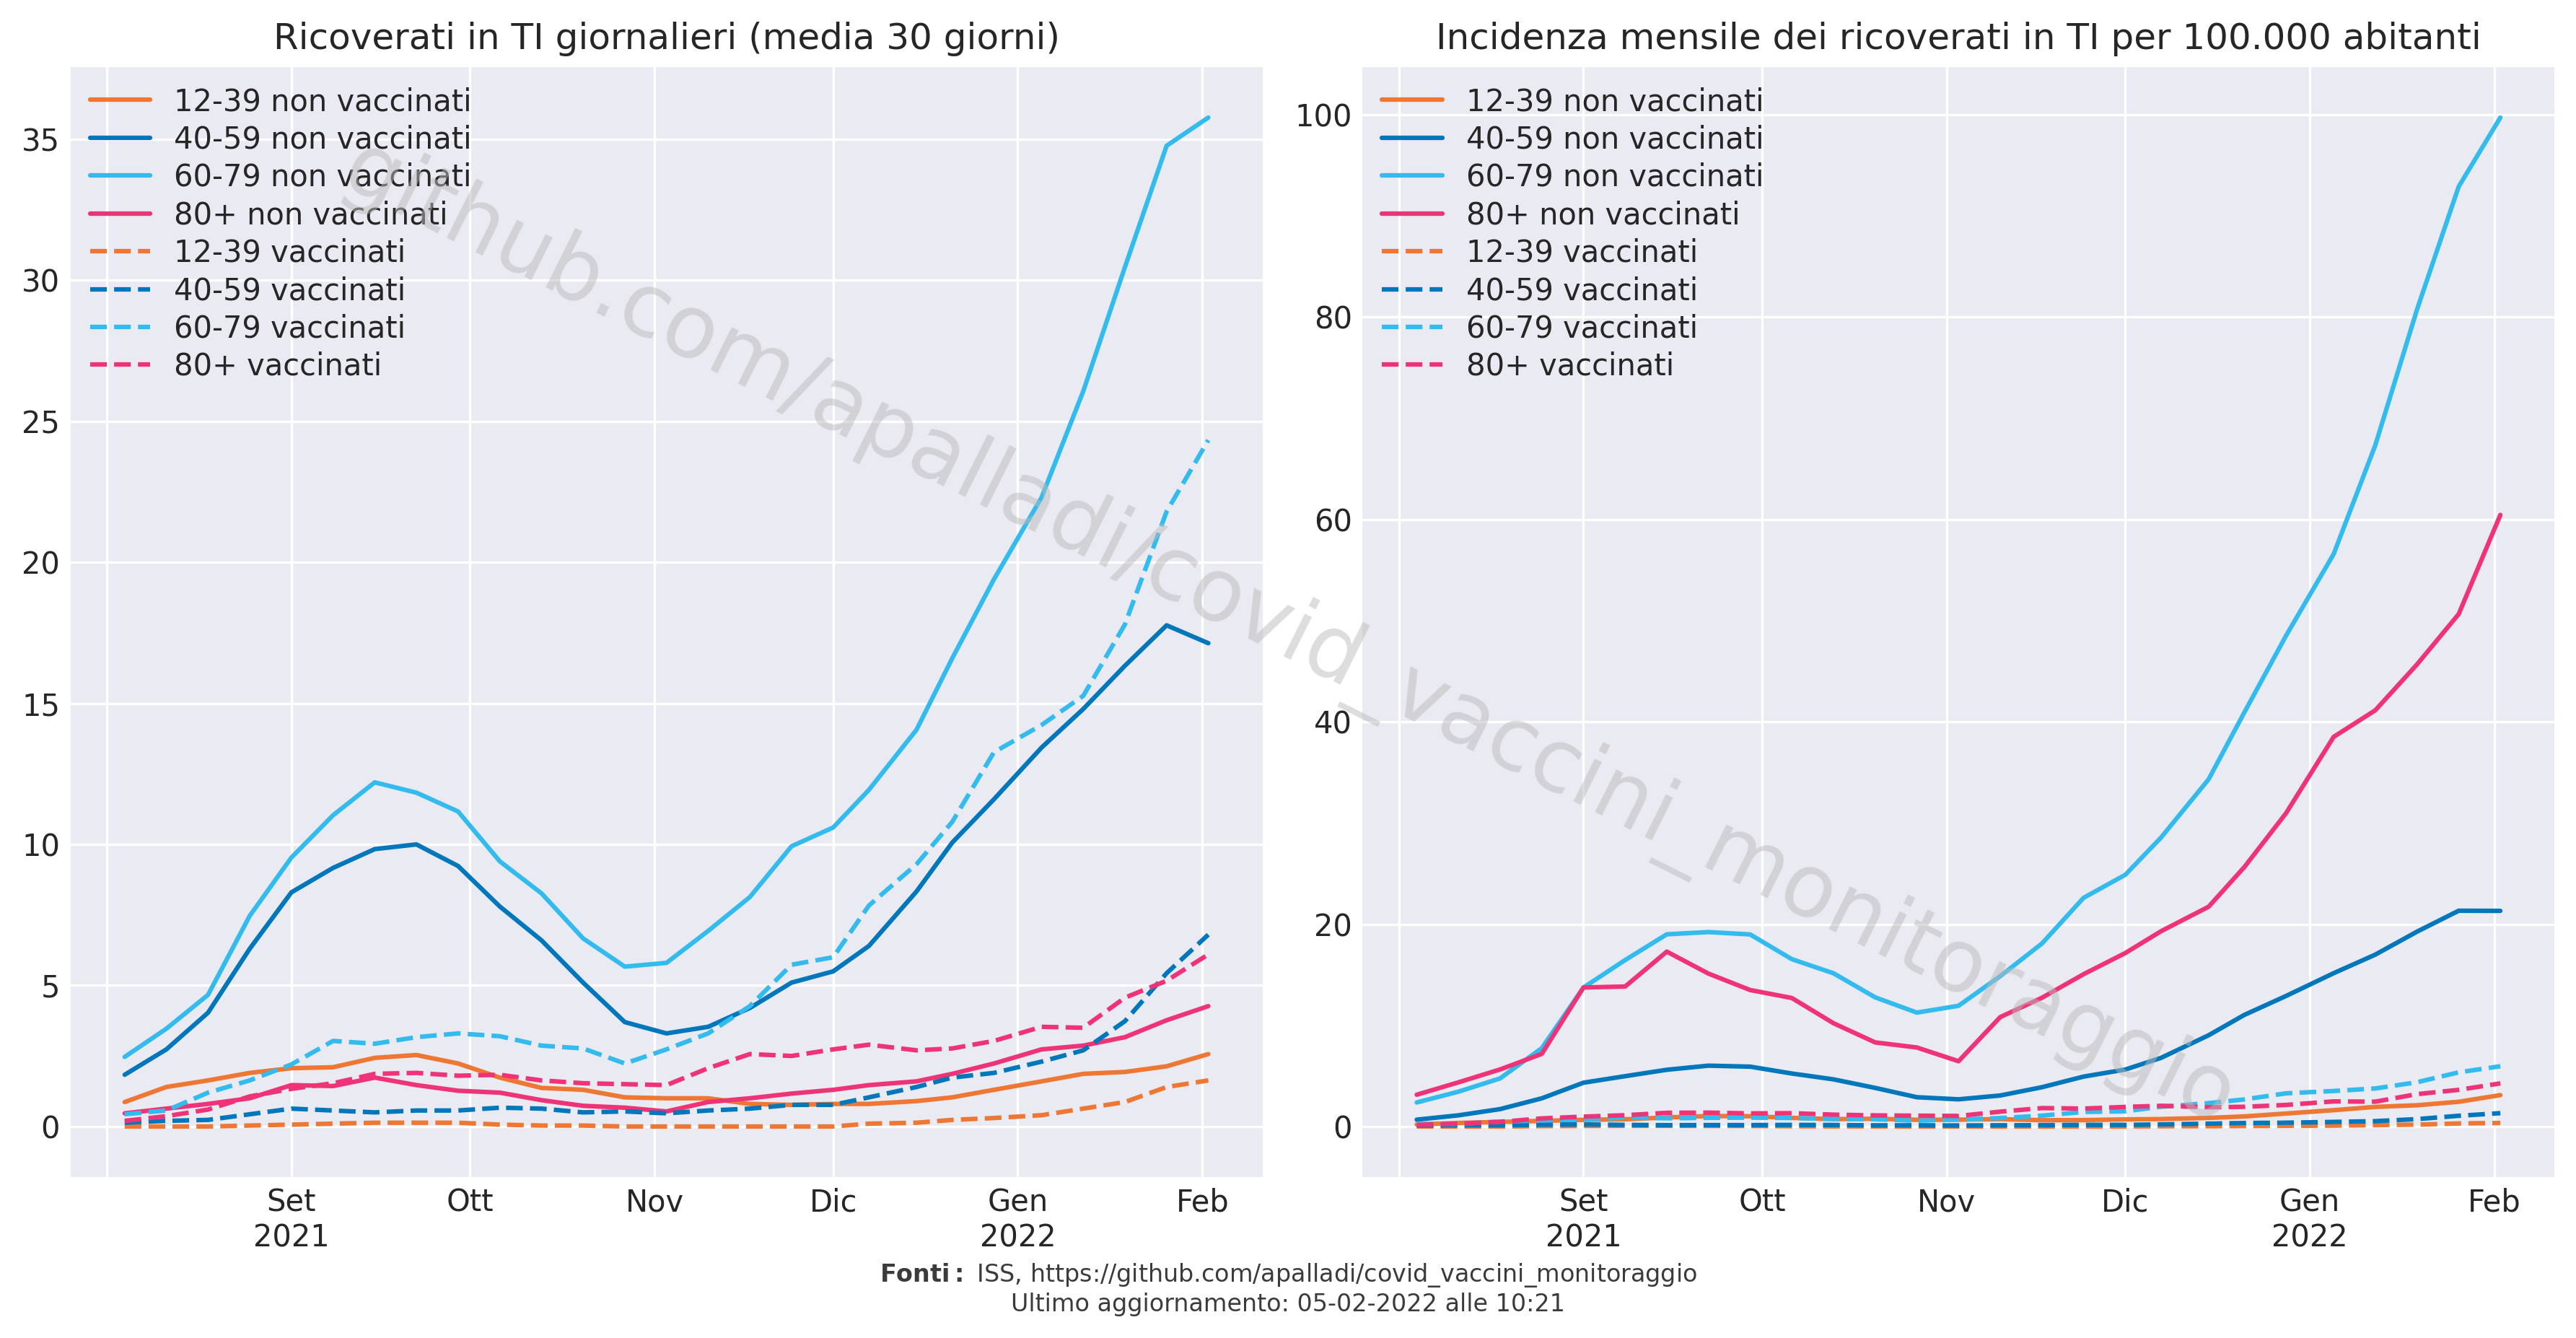 Ricoverati in TI giornalieri (media 30 giorni)
12-39 non vaccinati
40-59 non vaccinati
60-79 non vaccinati
80+ non vaccinati
12-39 vaccinati
40-59 vaccinati
60-79 vaccinati
80+ vaccinati
35
30
25
20
15
10
5
0
Set
2021
Ott
Nov
Dic
Gen
2022
Feb
Incidenza mensile dei ricoverati in TI per 100.000 abitanti
12-39 non vaccinati
40-59 non vaccinati
60-79 non vaccinati
80+ non vaccinati
12-39 vaccinati
40-59 vaccinati
60-79 vaccinati
80+ vaccinati
100
80
60
40
20
0
Set
2021
Ott
Nov
Dic
Gen
2022
Feb
github.com/apalladi/covid_vaccini_monitoraggio
Fonti: ISS, https://github.com/apalladi/covid_vaccini_monitoraggio
Ultimo aggiornamento: 05-02-2022 alle 10:21